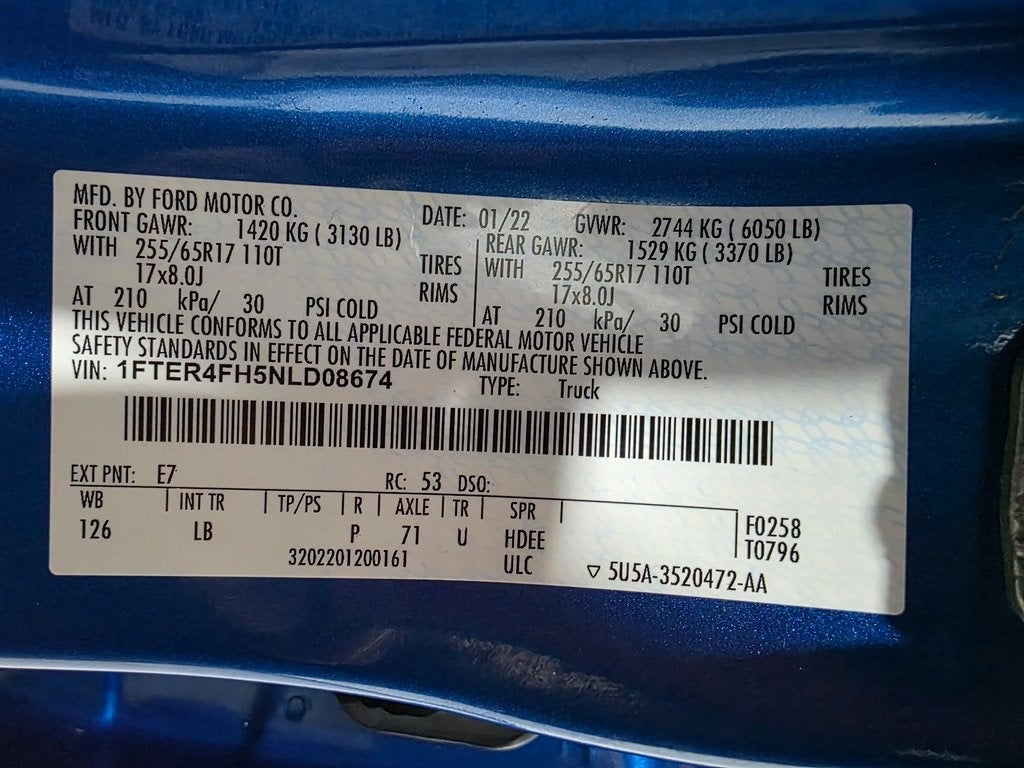 MFD. BY FORD MOTOR CO. DATE: 01/22 GVWR: 2744 KG ( 6050 LB)
FRONT GAWR: 1420 KG ( 3130 LB) REAR GAWR: 1529 KG ( 3370 LB)
WITH 255/65R17 110T TIRES WITH 255/65R17 110T TIRES
17x8.0J RIMS 17x8.0J RIMS
AT 210 kPa/ 30 PSI COLD AT 210 kPa/ 30 PSI COLD
THIS VEHICLE CONFORMS TO ALL APPLICABLE FEDERAL MOTOR VEHICLE
SAFETY STANDARDS IN EFFECT ON THE DATE OF MANUFACTURE SHOWN ABOVE.
VIN: 1FTER4FH5NLD08674 TYPE: Truck
EXT PNT: E7 RC: 53 DSO:
WB INT TR TP/PS R AXLE TR SPR F0258
126 LB P 71 U HDEE T0796
3202201200161 ULC ▽ 5U5A-3520472-AA